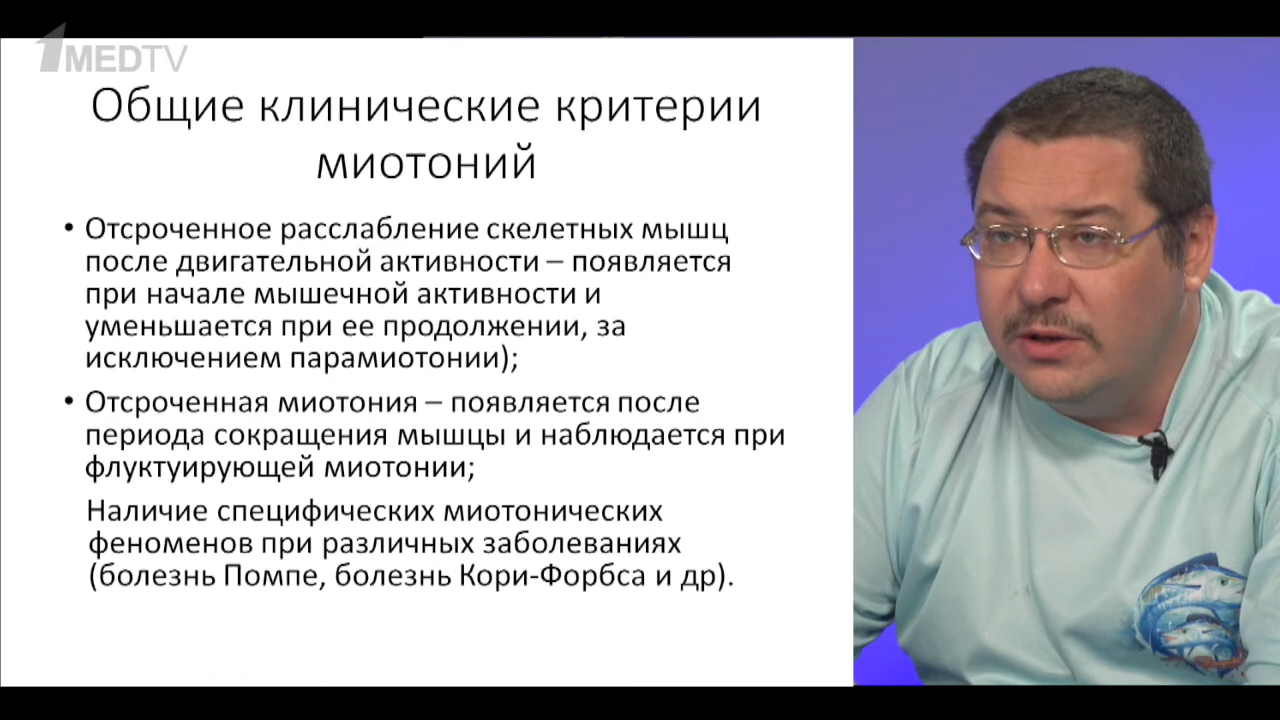 1MEDTV
Общие клинические критерии
миотоний
• Отсроченное расслабление скелетных мышц
после двигательной активности – появляется
при начале мышечной активности и
уменьшается при ее продолжении, за
исключением парамиотонии);
• Отсроченная миотония – появляется после
периода сокращения мышцы и наблюдается при
флуктуирующей миотонии;
Наличие специфических миотонических
феноменов при различных заболеваниях
(болезнь Помпе, болезнь Кори-Форбса и др).